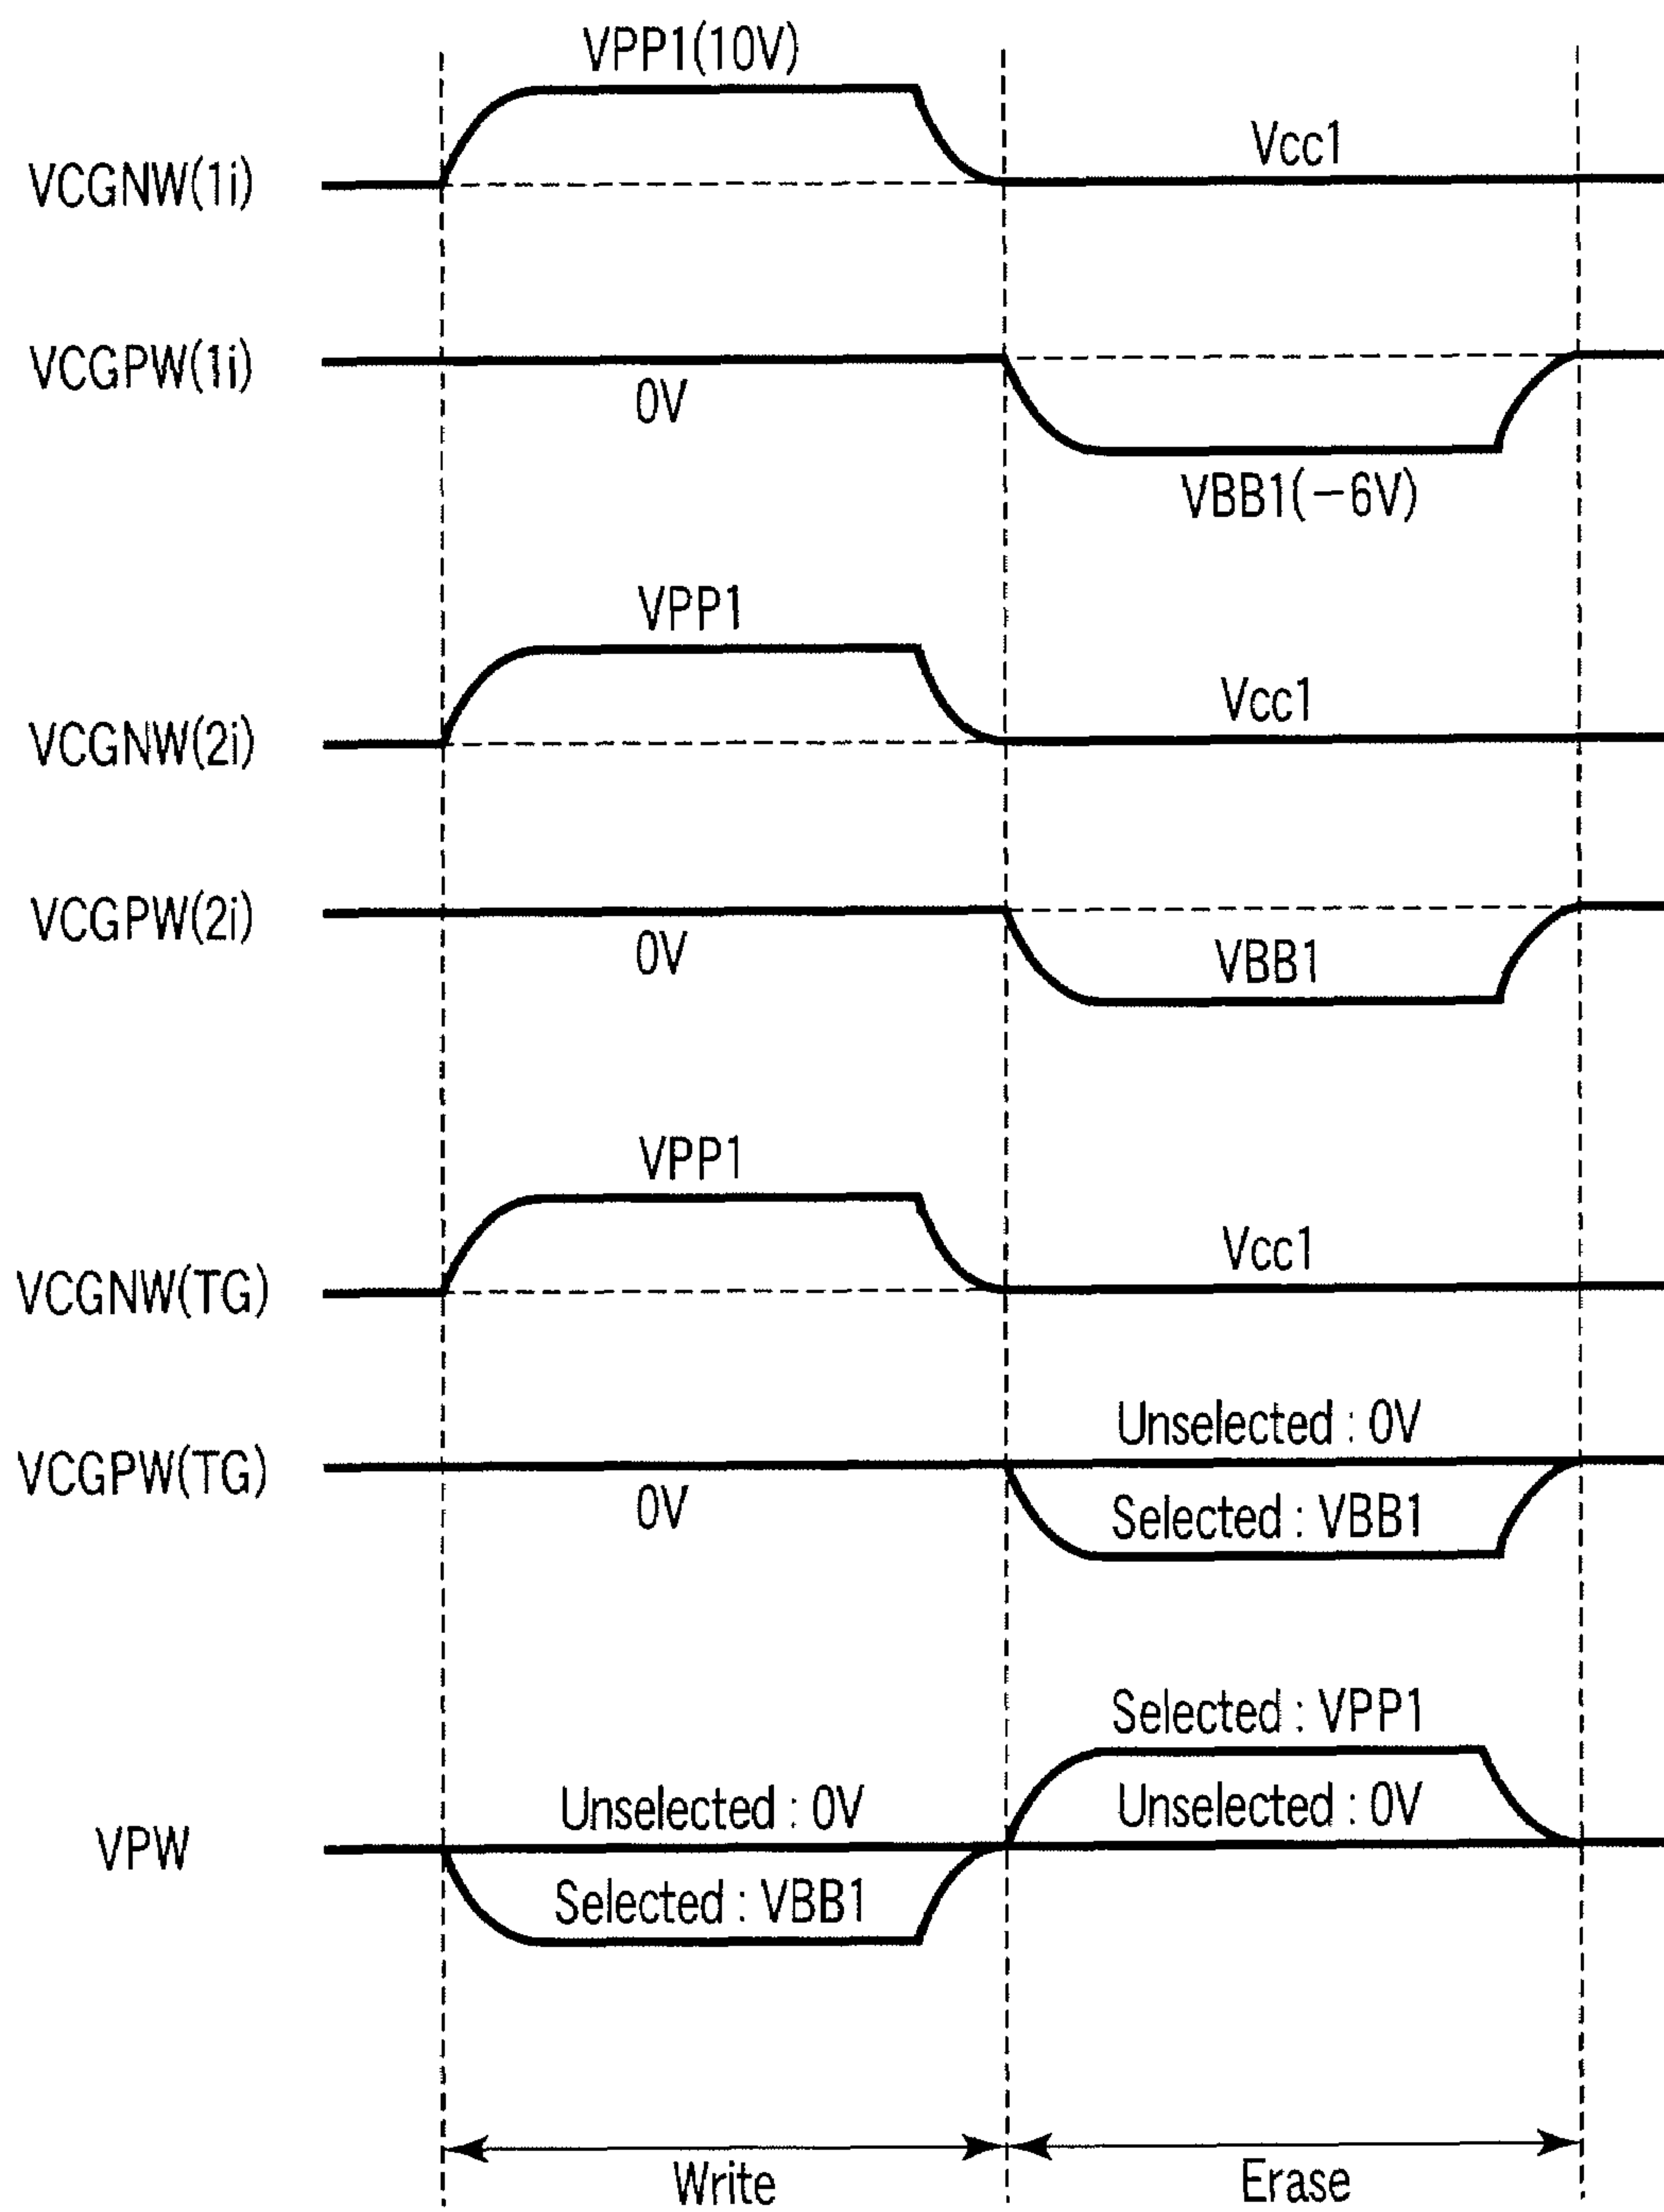 VPP1(10V)
Vcc1
VCGNW(1i)
VCGPW(1i)
0V
VBB1(−6V)
VPP1
Vcc1
VCGNW(2i)
VCGPW(2i)
0V
VBB1
VPP1
Vcc1
VCGNW(TG)
Unselected : 0V
VCGPW(TG)
0V
Selected : VBB1
Selected : VPP1
Unselected : 0V
Unselected : 0V
VPW
Selected : VBB1
Write
Erase